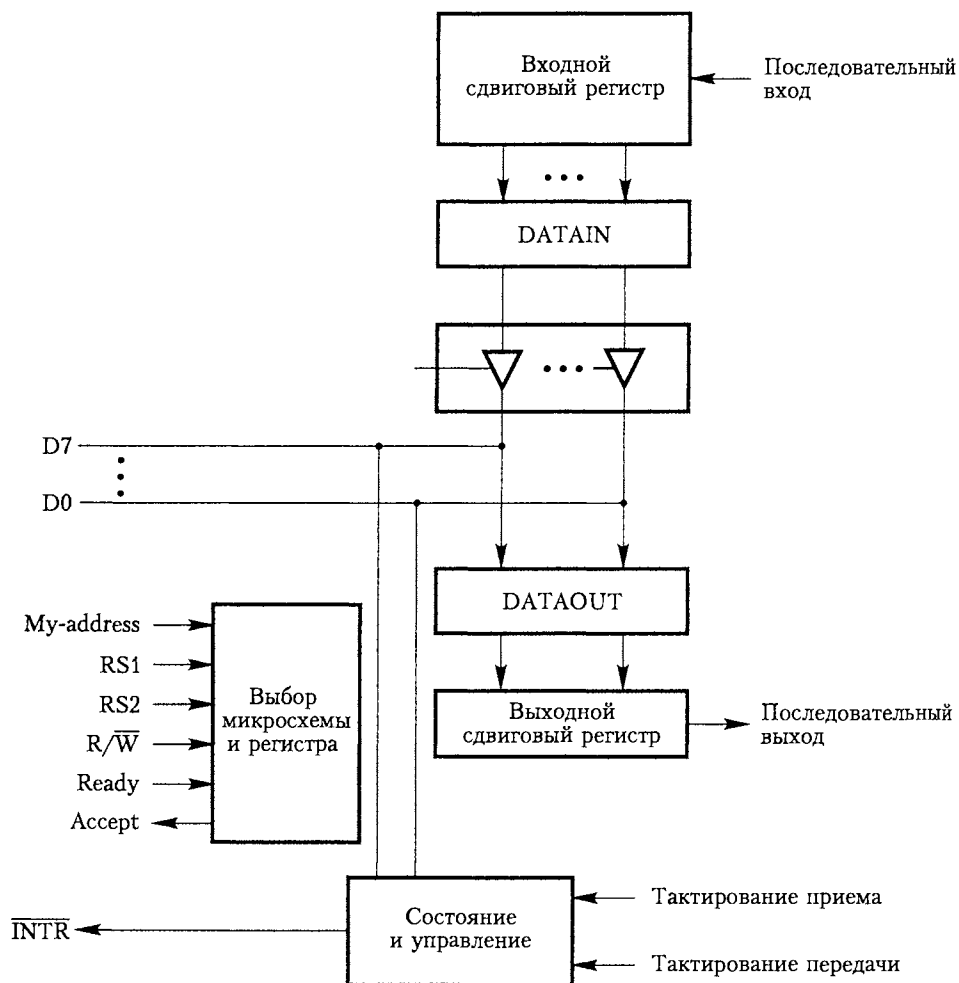 Входной
сдвиговый регистр
Последовательный
вход
DATAIN
D7
D0
DATAOUT
My-address
RS1
RS2
R/W̅
Ready
Accept
Выбор
микросхемы
и регистра
Выходной
сдвиговый регистр
Последовательный
выход
I̅N̅T̅R̅
Состояние
и управление
Тактирование приема
Тактирование передачи